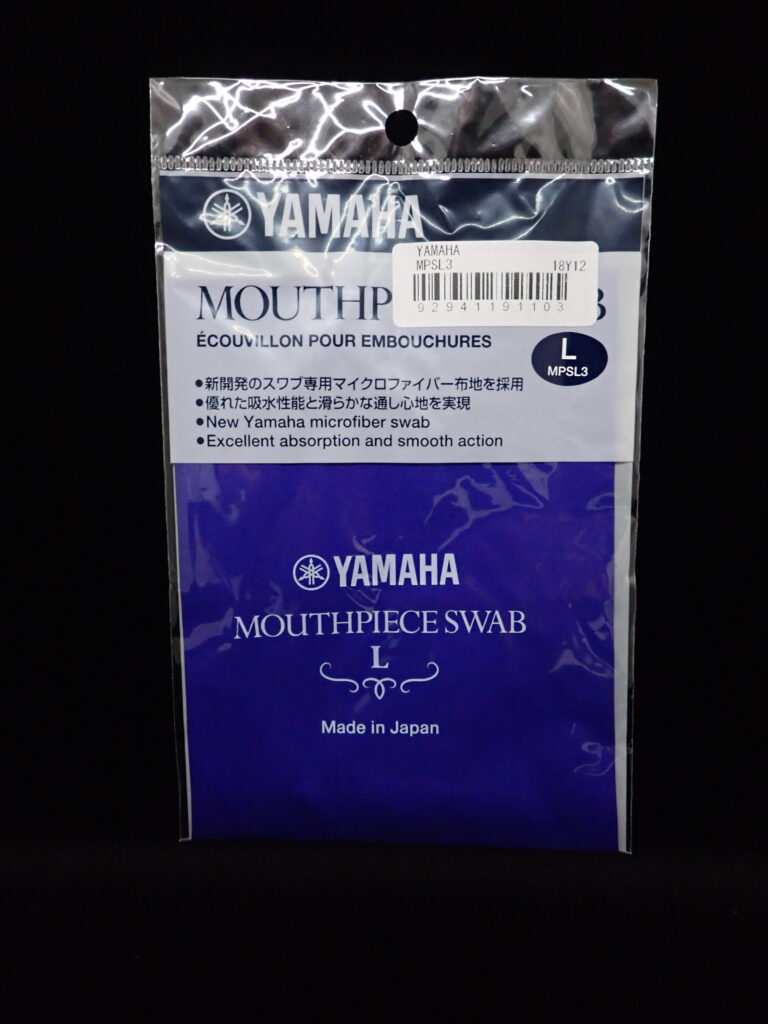 YAMAHA
YAMAHA
MPSL3 18Y12
92941191103
MOUTHP B
ÉCOUVILLON POUR EMBOUCHURES
L
MPSL3
•新開発のスワブ専用マイクロファイバー布地を採用
•優れた吸水性能と滑らかな通し心地を実現
•New Yamaha microfiber swab
•Excellent absorption and smooth action
YAMAHA
MOUTHPIECE SWAB
L
Made in Japan